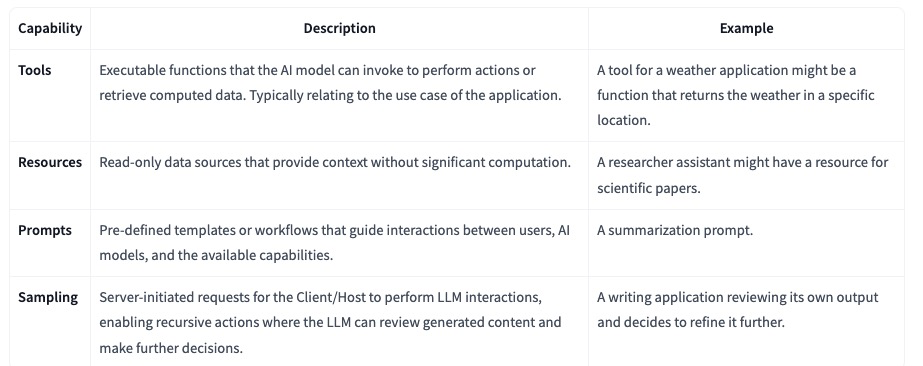 Capability Description Example
Tools Executable functions that the AI model can invoke to perform actions or A tool for a weather application might be a
retrieve computed data. Typically relating to the use case of the application. function that returns the weather in a specific
location.
Resources Read-only data sources that provide context without significant computation. A researcher assistant might have a resource for
scientific papers.
Prompts Pre-defined templates or workflows that guide interactions between users, AI A summarization prompt.
models, and the available capabilities.
Sampling Server-initiated requests for the Client/Host to perform LLM interactions, A writing application reviewing its own output
enabling recursive actions where the LLM can review generated content and and decides to refine it further.
make further decisions.